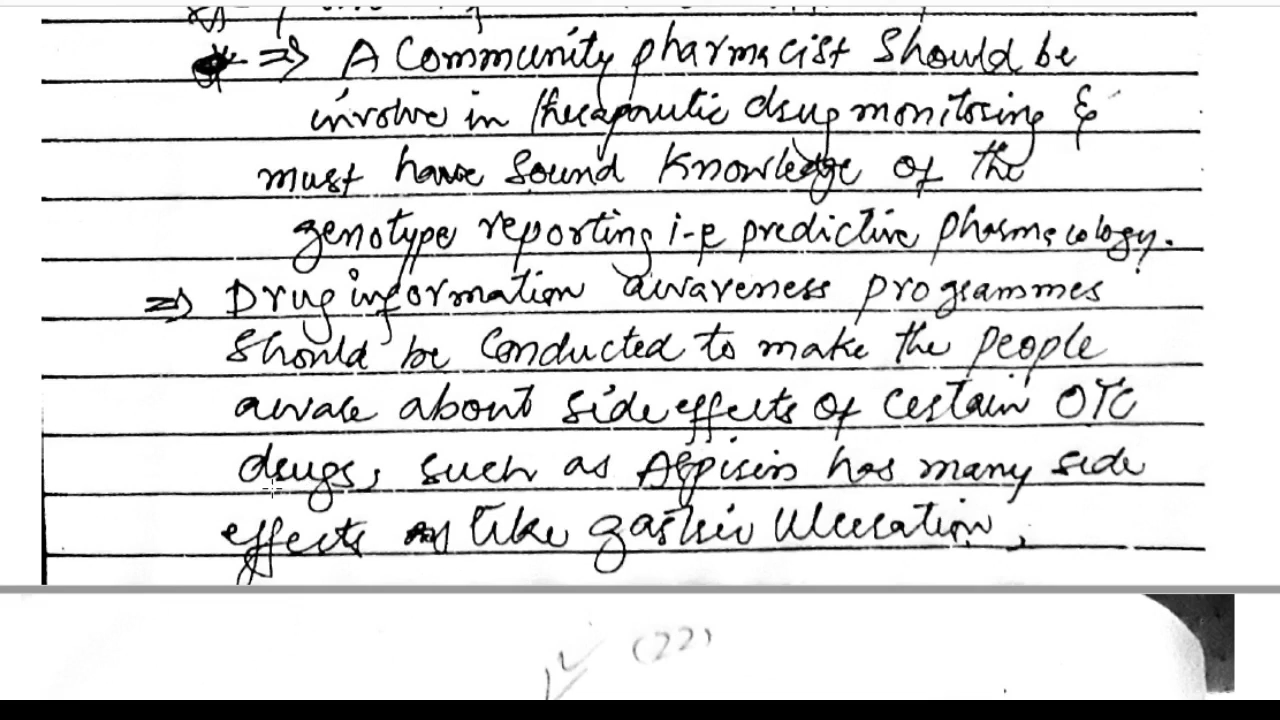 ⇒ A Community pharmacist Should be
involve in therapeutic drug monitoring &
must have Sound Knowledge of the
genotype reporting i-e predictive pharmacology.
⇒ Drug information awareness programmes
Should be Conducted to make the people
aware about side effects of Certain OTC
drugs, such as Aspirin has many side
effects like gastric Ulceration,
(22)